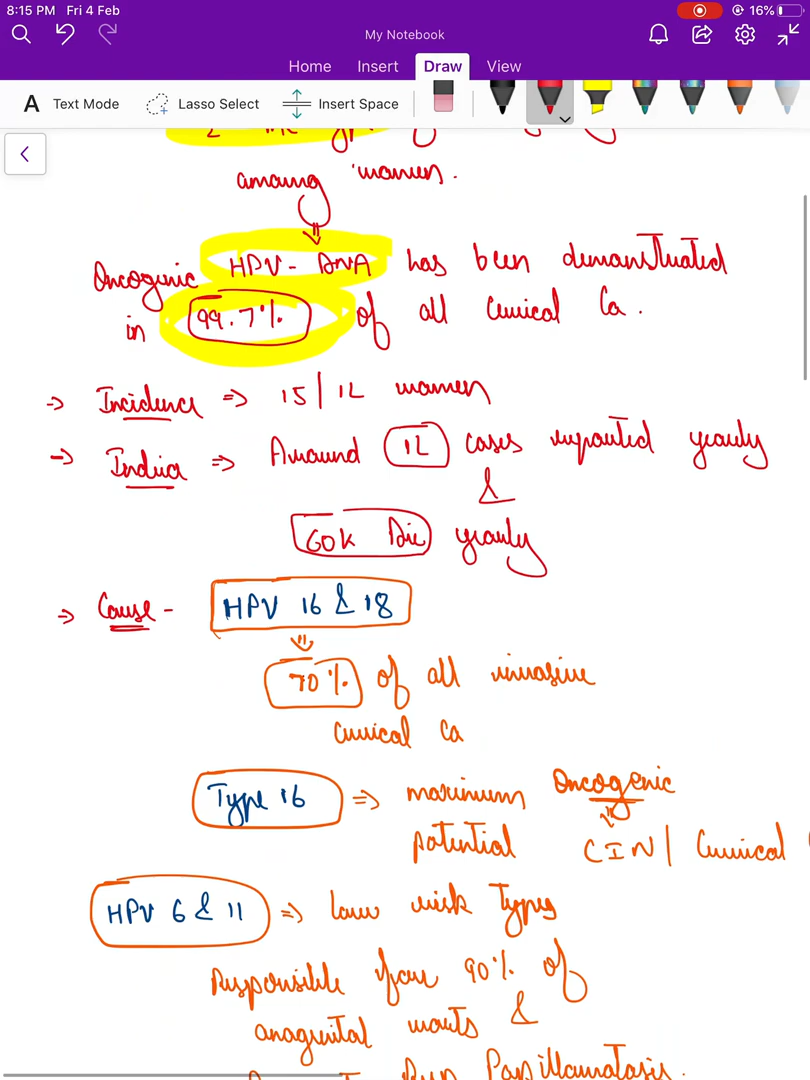 8:15 PM Fri 4 Feb 16%
My Notebook
Home Insert Draw View
A Text Mode Lasso Select Insert Space
among women.
Oncogenic HPV - DNA has been demonstrated
in 99.7% of all Cervical Ca.
→ Incidence ⇒ 15/1L women
→ India ⇒ Around 1L cases reported yearly
&
60k Die yearly
⇒ Cause - HPV 16 & 18
70% of all invasive
cervical Ca
Type 16 ⇒ maximum Oncogenic
potential CIN/ Cervical
HPV 6 & 11 ⇒ low risk Types
Responsible for 90% of
anogenital warts &
Papillomatosis.